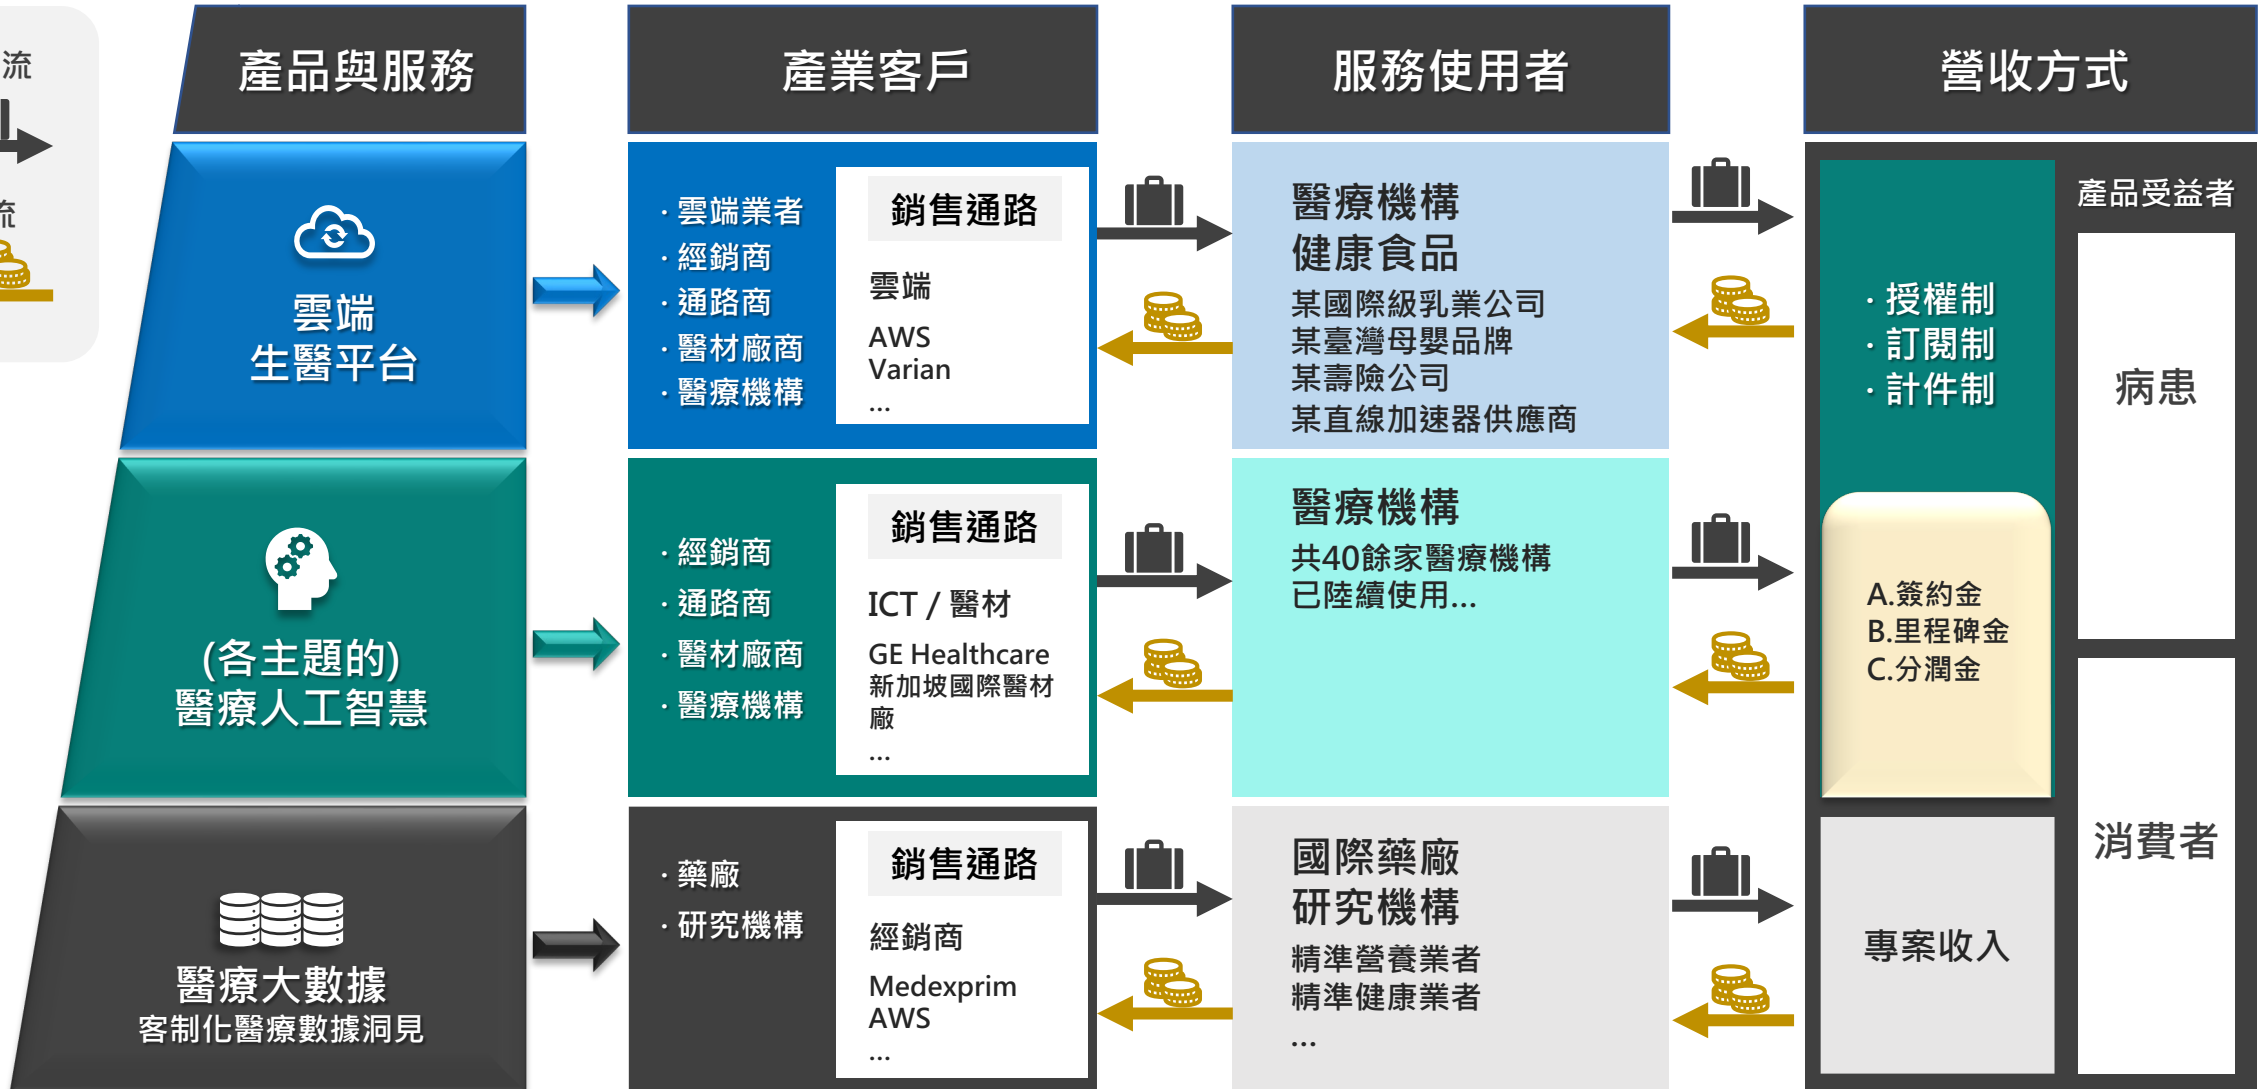 流
流
產品與服務
產業客戶
服務使用者
營收方式
雲端
生醫平台
· 雲端業者
· 經銷商
· 通路商
· 醫材廠商
· 醫療機構
銷售通路
雲端
AWS
Varian
...
醫療機構
健康食品
某國際級乳業公司
某臺灣母嬰品牌
某壽險公司
某直線加速器供應商
· 授權制
· 訂閱制
· 計件制
產品受益者
病患
(各主題的)
醫療人工智慧
· 經銷商
· 通路商
· 醫材廠商
· 醫療機構
銷售通路
ICT / 醫材
GE Healthcare
新加坡國際醫材
廠
...
醫療機構
共40餘家醫療機構
已陸續使用...
A.簽約金
B.里程碑金
C.分潤金
消費者
醫療大數據
客制化醫療數據洞見
· 藥廠
· 研究機構
銷售通路
經銷商
Medexprim
AWS
...
國際藥廠
研究機構
精準營養業者
精準健康業者
...
專案收入